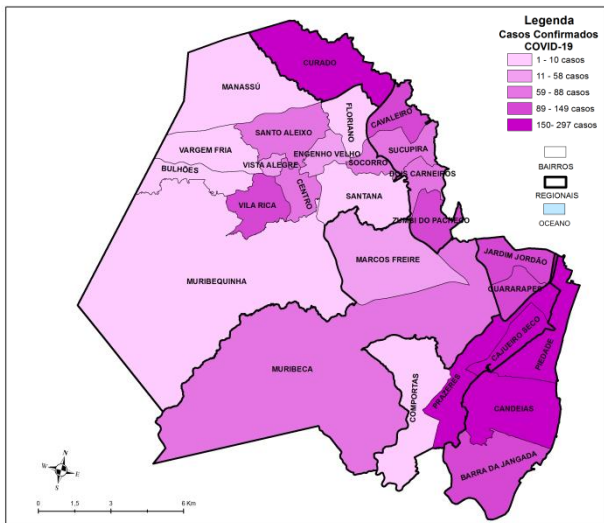 Legenda
Casos Confirmados
COVID-19
1 - 10 casos
11 - 58 casos
59 - 88 casos
89 - 149 casos
150- 297 casos
BAIRROS
REGIONAIS
OCEANO
CURADO
MANASSÚ
FLORIANO
CAVALEIRO
SANTO ALEIXO
SUCUPIRA
VARGEM FRIA
ENGENHO VELHO
VISTA ALEGRE
SOCORRO
DOIS CARNEIROS
BULHÕES
CENTRO
SANTANA
VILA RICA
ZUMBI DO PACHECO
JARDIM JORDÃO
MARCOS FREIRE
GUARARAPES
MURIBEQUINHA
CAJUEIRO SECO
PIEDADE
MURIBECA
COMPORTAS
PRAZERES
CANDEIAS
BARRA DA JANGADA
N
W
E
S
0 1,5 3 6 Km